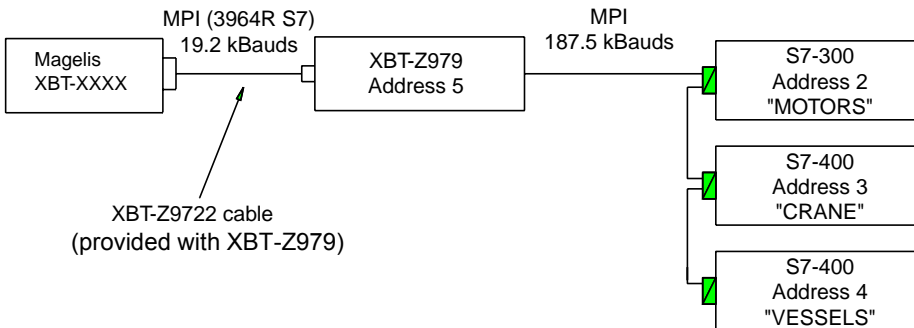 MPI (3964R S7)
19.2 kBauds
MPI
187.5 kBauds
Magelis
XBT-XXXX
XBT-Z979
Address 5
S7-300
Address 2
"MOTORS"
S7-400
Address 3
"CRANE"
XBT-Z9722 cable
(provided with XBT-Z979)
S7-400
Address 4
"VESSELS"